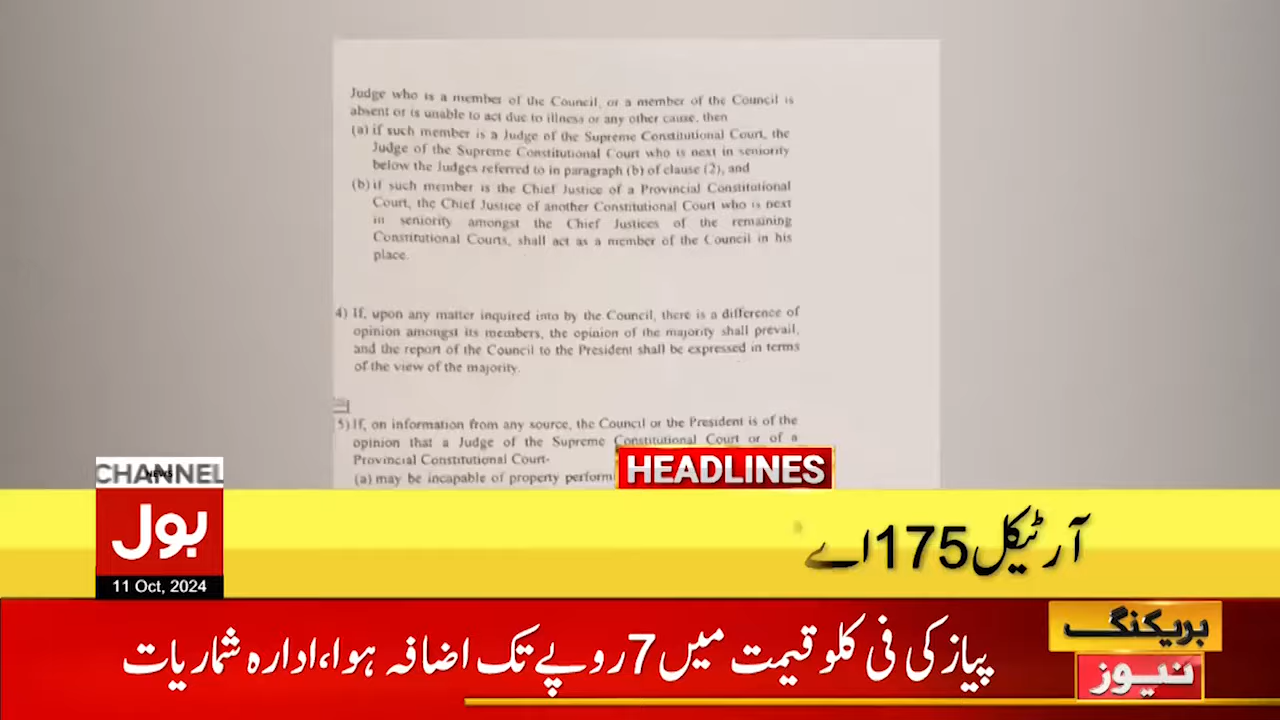 Judge who is a member of the Council, or a member of the Council is
absent or is unable to act due to illness or any other cause, then
(a) if such member is a Judge of the Supreme Constitutional Court, the
Judge of the Supreme Constitutional Court who is next in seniority
below the Judges referred to in paragraph (b) of clause (2), and
(b) if such member is the Chief Justice of a Provincial Constitutional
Court, the Chief Justice of another Constitutional Court who is next
in seniority amongst the Chief Justices of the remaining
Constitutional Courts, shall act as a member of the Council in his
place.
4) If, upon any matter inquired into by the Council, there is a difference of
opinion amongst its members, the opinion of the majority shall prevail,
and the report of the Council to the President shall be expressed in terms
of the view of the majority.
5) If, on information from any source, the Council or the President is of the
opinion that a Judge of the Supreme Constitutional Court or of a
Provincial Constitutional Court-
(a) may be incapable of property perform
HEADLINES
CHANNEL
NEWS
بول
11 Oct, 2024
آرٹیکل 175 اے
بریکنگ
نیوز
پیاز کی فی کلو قیمت میں 7 روپے تک اضافہ ہوا، ادارہ شماریات